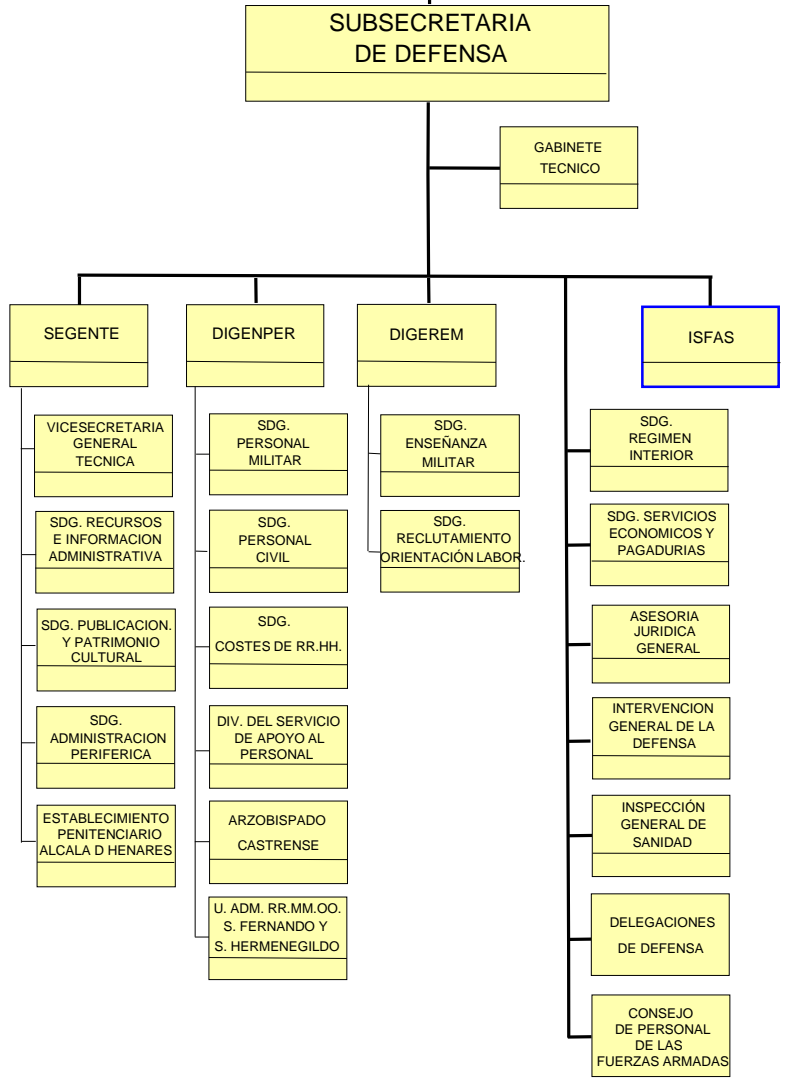 SUBSECRETARIA
DE DEFENSA
GABINETE
TECNICO
SEGENTE
DIGENPER
DIGEREM
ISFAS
VICESECRETARIA
GENERAL
TECNICA
SDG. RECURSOS
E INFORMACION
ADMINISTRATIVA
SDG. PUBLICACION.
Y PATRIMONIO
CULTURAL
SDG.
ADMINISTRACION
PERIFERICA
ESTABLECIMIENTO
PENITENCIARIO
ALCALA D HENARES
SDG.
PERSONAL
MILITAR
SDG.
PERSONAL
CIVIL
SDG.
COSTES DE RR.HH.
DIV. DEL SERVICIO
DE APOYO AL
PERSONAL
ARZOBISPADO
CASTRENSE
U. ADM. RR.MM.OO.
S. FERNANDO Y
S. HERMENEGILDO
SDG.
ENSEÑANZA
MILITAR
SDG.
RECLUTAMIENTO
ORIENTACIÓN LABOR.
SDG.
REGIMEN
INTERIOR
SDG. SERVICIOS
ECONOMICOS Y
PAGADURIAS
ASESORIA
JURIDICA
GENERAL
INTERVENCION
GENERAL DE LA
DEFENSA
INSPECCIÓN
GENERAL DE
SANIDAD
DELEGACIONES
DE DEFENSA
CONSEJO
DE PERSONAL
DE LAS
FUERZAS ARMADAS